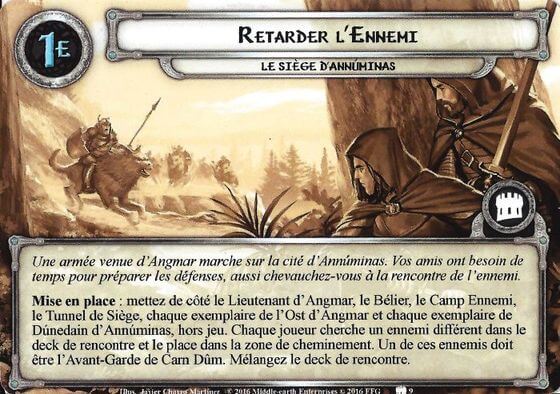 1E
RETARDER L'ENNEMI
LE SIÈGE D'ANNÚMINAS
Une armée venue d'Angmar marche sur la cité d'Annúminas. Vos amis ont besoin de
temps pour préparer les défenses, aussi chevauchez-vous à la rencontre de l'ennemi.
Mise en place : mettez de côté le Lieutenant d'Angmar, le Bélier, le Camp Ennemi,
le Tunnel de Siège, chaque exemplaire de l'Ost d'Angmar et chaque exemplaire de
Dúnedain d'Annúminas, hors jeu. Chaque joueur cherche un ennemi différent dans le
deck de rencontre et le place dans la zone de cheminement. Un de ces ennemis doit
être l'Avant-Garde de Carn Dûm. Mélangez le deck de rencontre.
Illus. Javier Charro Martinez © 2016 Middle-earth Enterprises © 2016 FFG 9